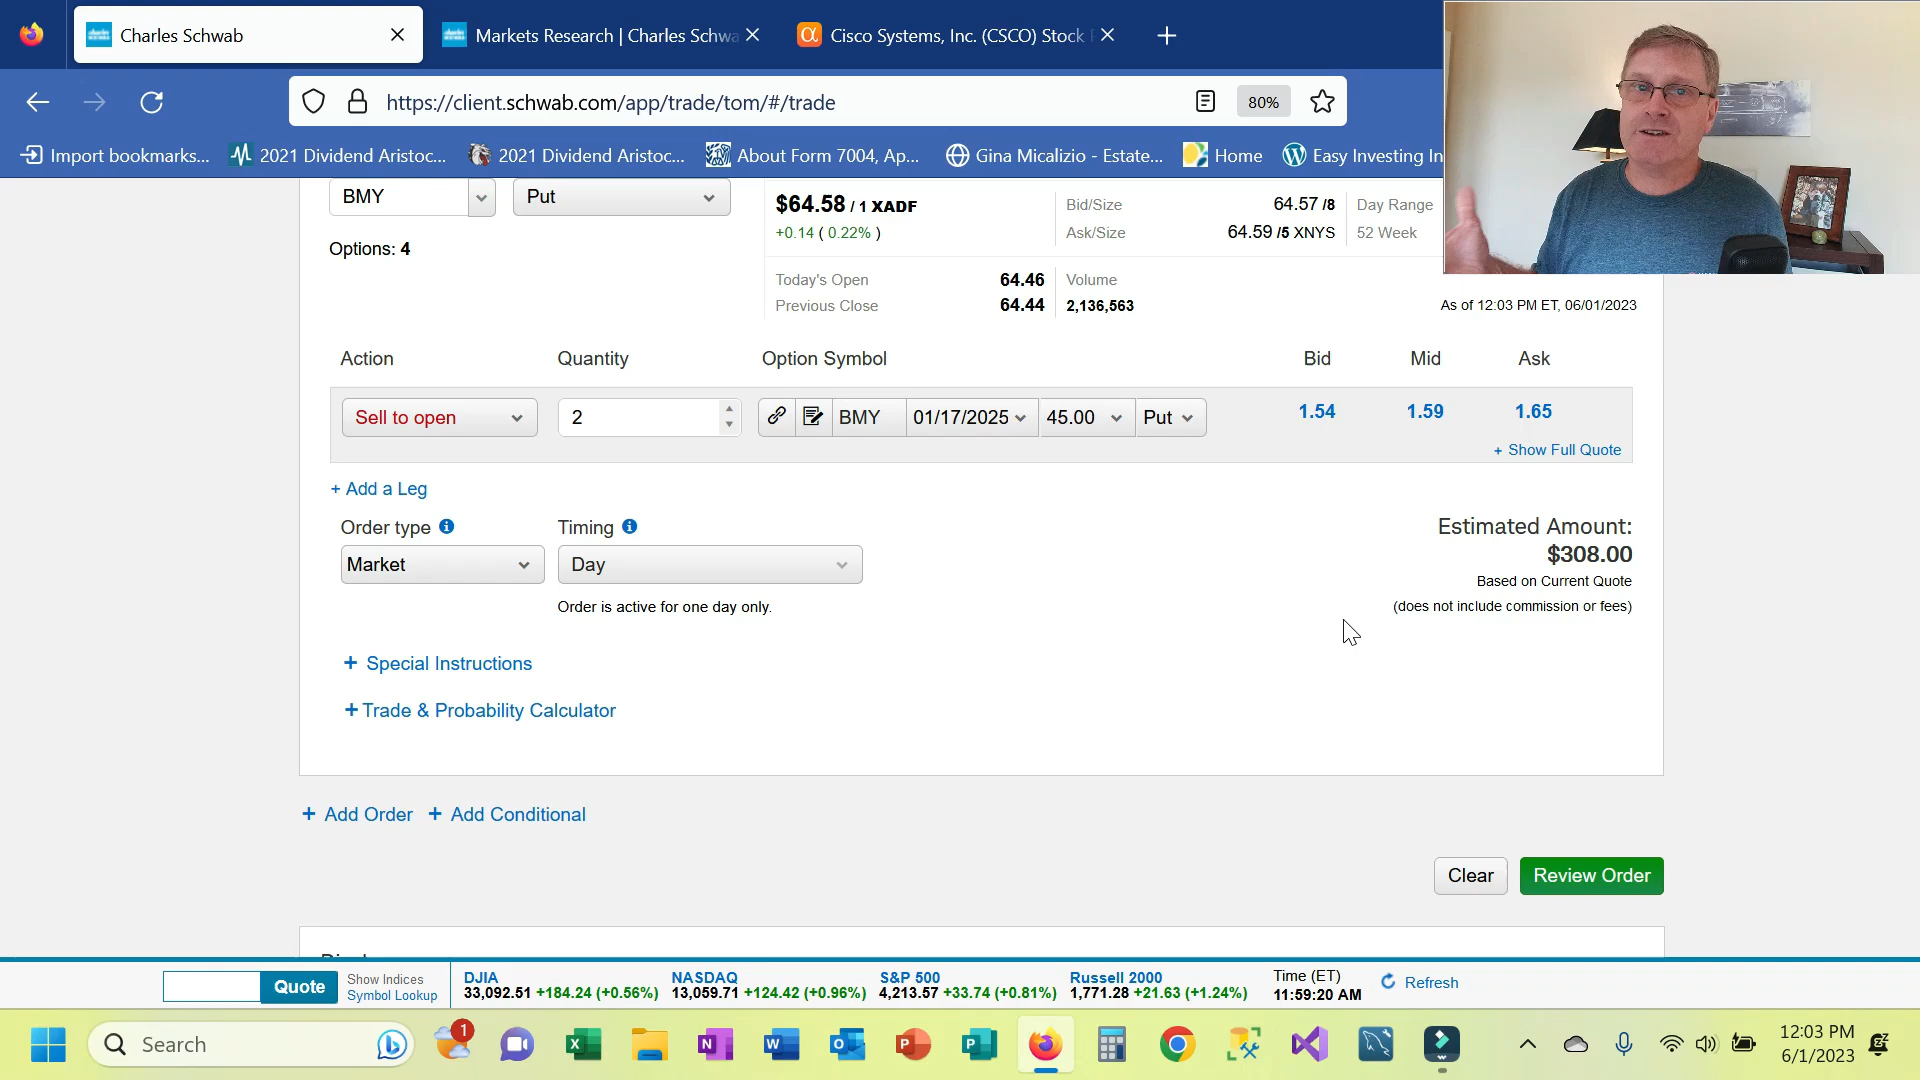 Charles Schwab
Markets Research | Charles Schwa
Cisco Systems, Inc. (CSCO) Stock
https://client.schwab.com/app/trade/tom/#/trade
80%
Import bookmarks...
2021 Dividend Aristoc...
2021 Dividend Aristoc...
About Form 7004, Ap...
Gina Micalizio - Estate...
Home
Easy Investing In
BMY
Put
$64.58 / 1 XADF
Bid/Size
64.57 /8
Day Range
+0.14 ( 0.22% )
Ask/Size
64.59 /5 XNYS
52 Week
Options: 4
Today's Open
64.46
Volume
Previous Close
64.44
2,136,563
As of 12:03 PM ET, 06/01/2023
Action
Quantity
Option Symbol
Bid
Mid
Ask
Sell to open
2
BMY
01/17/2025
45.00
Put
1.54
1.59
1.65
+ Show Full Quote
+ Add a Leg
Order type
Timing
Estimated Amount:
Market
Day
$308.00
Based on Current Quote
Order is active for one day only.
(does not include commission or fees)
+ Special Instructions
+ Trade & Probability Calculator
+ Add Order
+ Add Conditional
Clear
Review Order
Quote
Show Indices
Symbol Lookup
DJIA
33,092.51 +184.24 (+0.56%)
NASDAQ
13,059.71 +124.42 (+0.96%)
S&P 500
4,213.57 +33.74 (+0.81%)
Russell 2000
1,771.28 +21.63 (+1.24%)
Time (ET)
11:59:20 AM
Refresh
Search
1
12:03 PM
6/1/2023